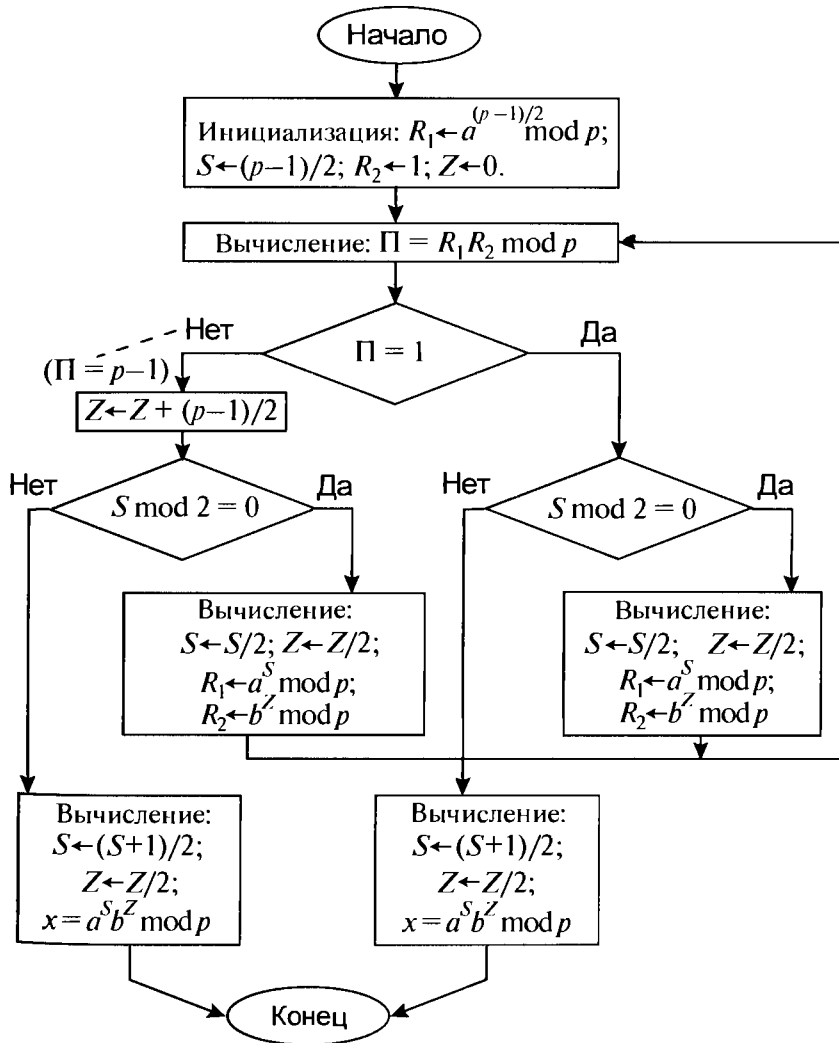 Начало
Инициализация: R₁←a^(p−1)/2 mod p;
S←(p−1)/2; R₂←1; Z←0.
Вычисление: Π = R₁R₂ mod p
Нет
Π = 1
Да
(Π = p−1)
Z←Z + (p−1)/2
Нет
S mod 2 = 0
Да
Нет
S mod 2 = 0
Да
Вычисление:
S←S/2; Z←Z/2;
R₁←a^S mod p;
R₂←b^Z mod p
Вычисление:
S←S/2; Z←Z/2;
R₁←a^S mod p;
R₂←b^Z mod p
Вычисление:
S←(S+1)/2;
Z←Z/2;
x = a^S b^Z mod p
Вычисление:
S←(S+1)/2;
Z←Z/2;
x = a^S b^Z mod p
Конец